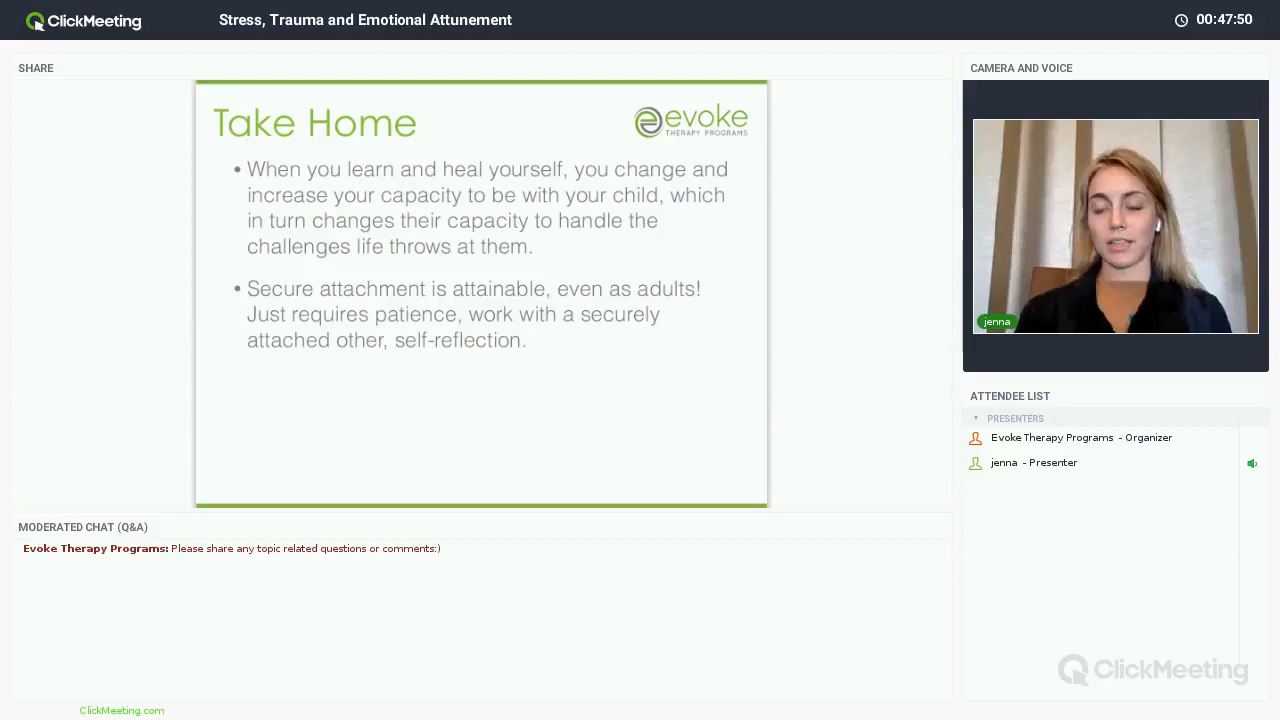 ClickMeeting
Stress, Trauma and Emotional Attunement
00:47:50
SHARE
Take Home
evoke
THERAPY PROGRAMS
• When you learn and heal yourself, you change and
increase your capacity to be with your child, which
in turn changes their capacity to handle the
challenges life throws at them.
• Secure attachment is attainable, even as adults!
Just requires patience, work with a securely
attached other, self-reflection.
MODERATED CHAT (Q&A)
Evoke Therapy Programs: Please share any topic related questions or comments:)
CAMERA AND VOICE
jenna
ATTENDEE LIST
PRESENTERS
Evoke Therapy Programs - Organizer
jenna - Presenter
ClickMeeting
ClickMeeting.com